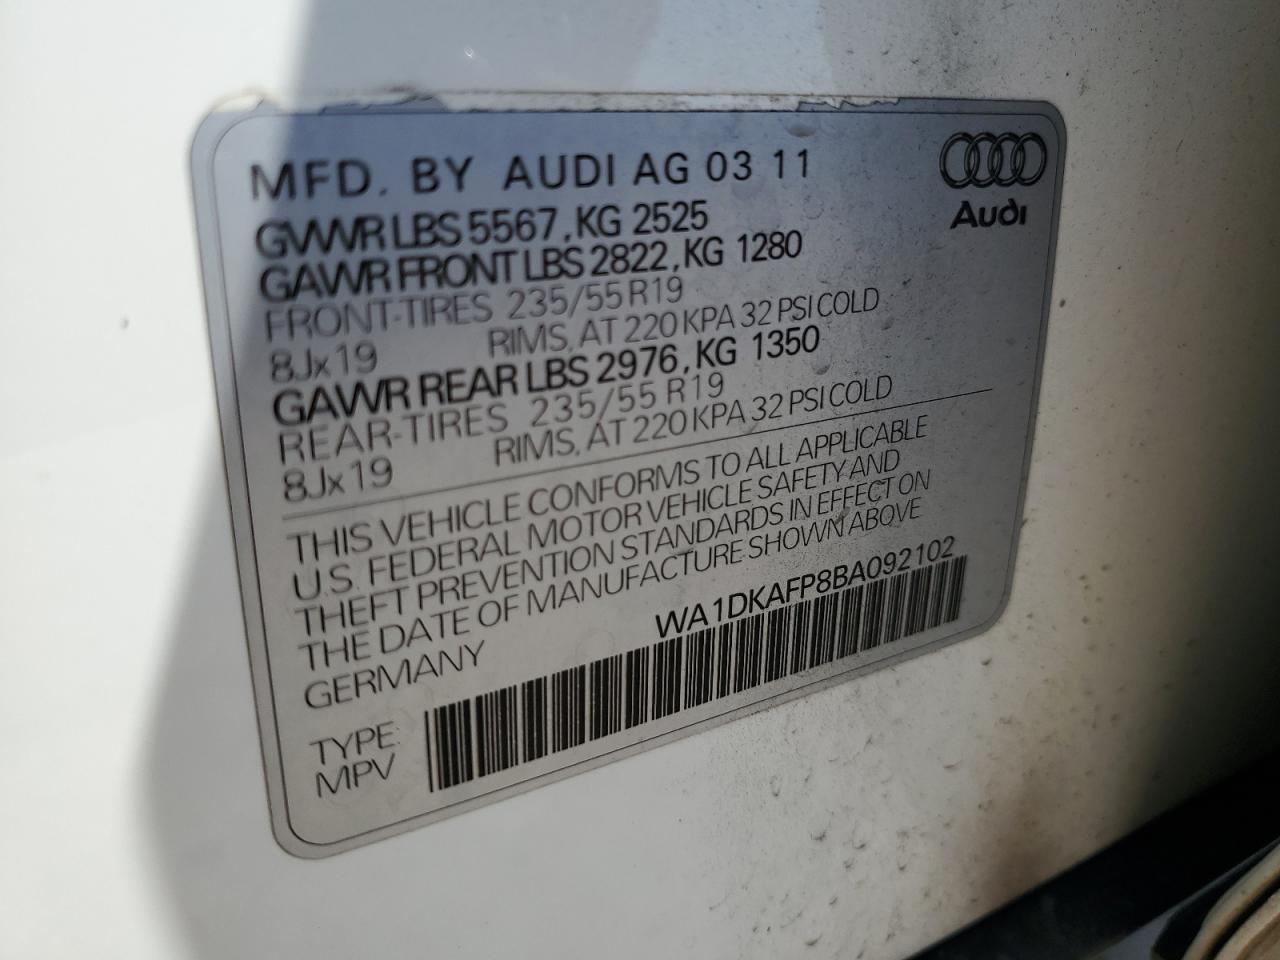 MFD. BY AUDI AG 03 11
Audi
GVWR LBS 5567, KG 2525
GAWR FRONT LBS 2822, KG 1280
FRONT-TIRES 235/55 R19
8Jx19 RIMS, AT 220 KPA 32 PSI COLD
GAWR REAR LBS 2976, KG 1350
REAR-TIRES 235/55 R19
8Jx19 RIMS, AT 220 KPA 32 PSI COLD
THIS VEHICLE CONFORMS TO ALL APPLICABLE
U.S. FEDERAL MOTOR VEHICLE SAFETY AND
THEFT PREVENTION STANDARDS IN EFFECT ON
THE DATE OF MANUFACTURE SHOWN ABOVE
GERMANY WA1DKAFP8BA092102
TYPE:
MPV